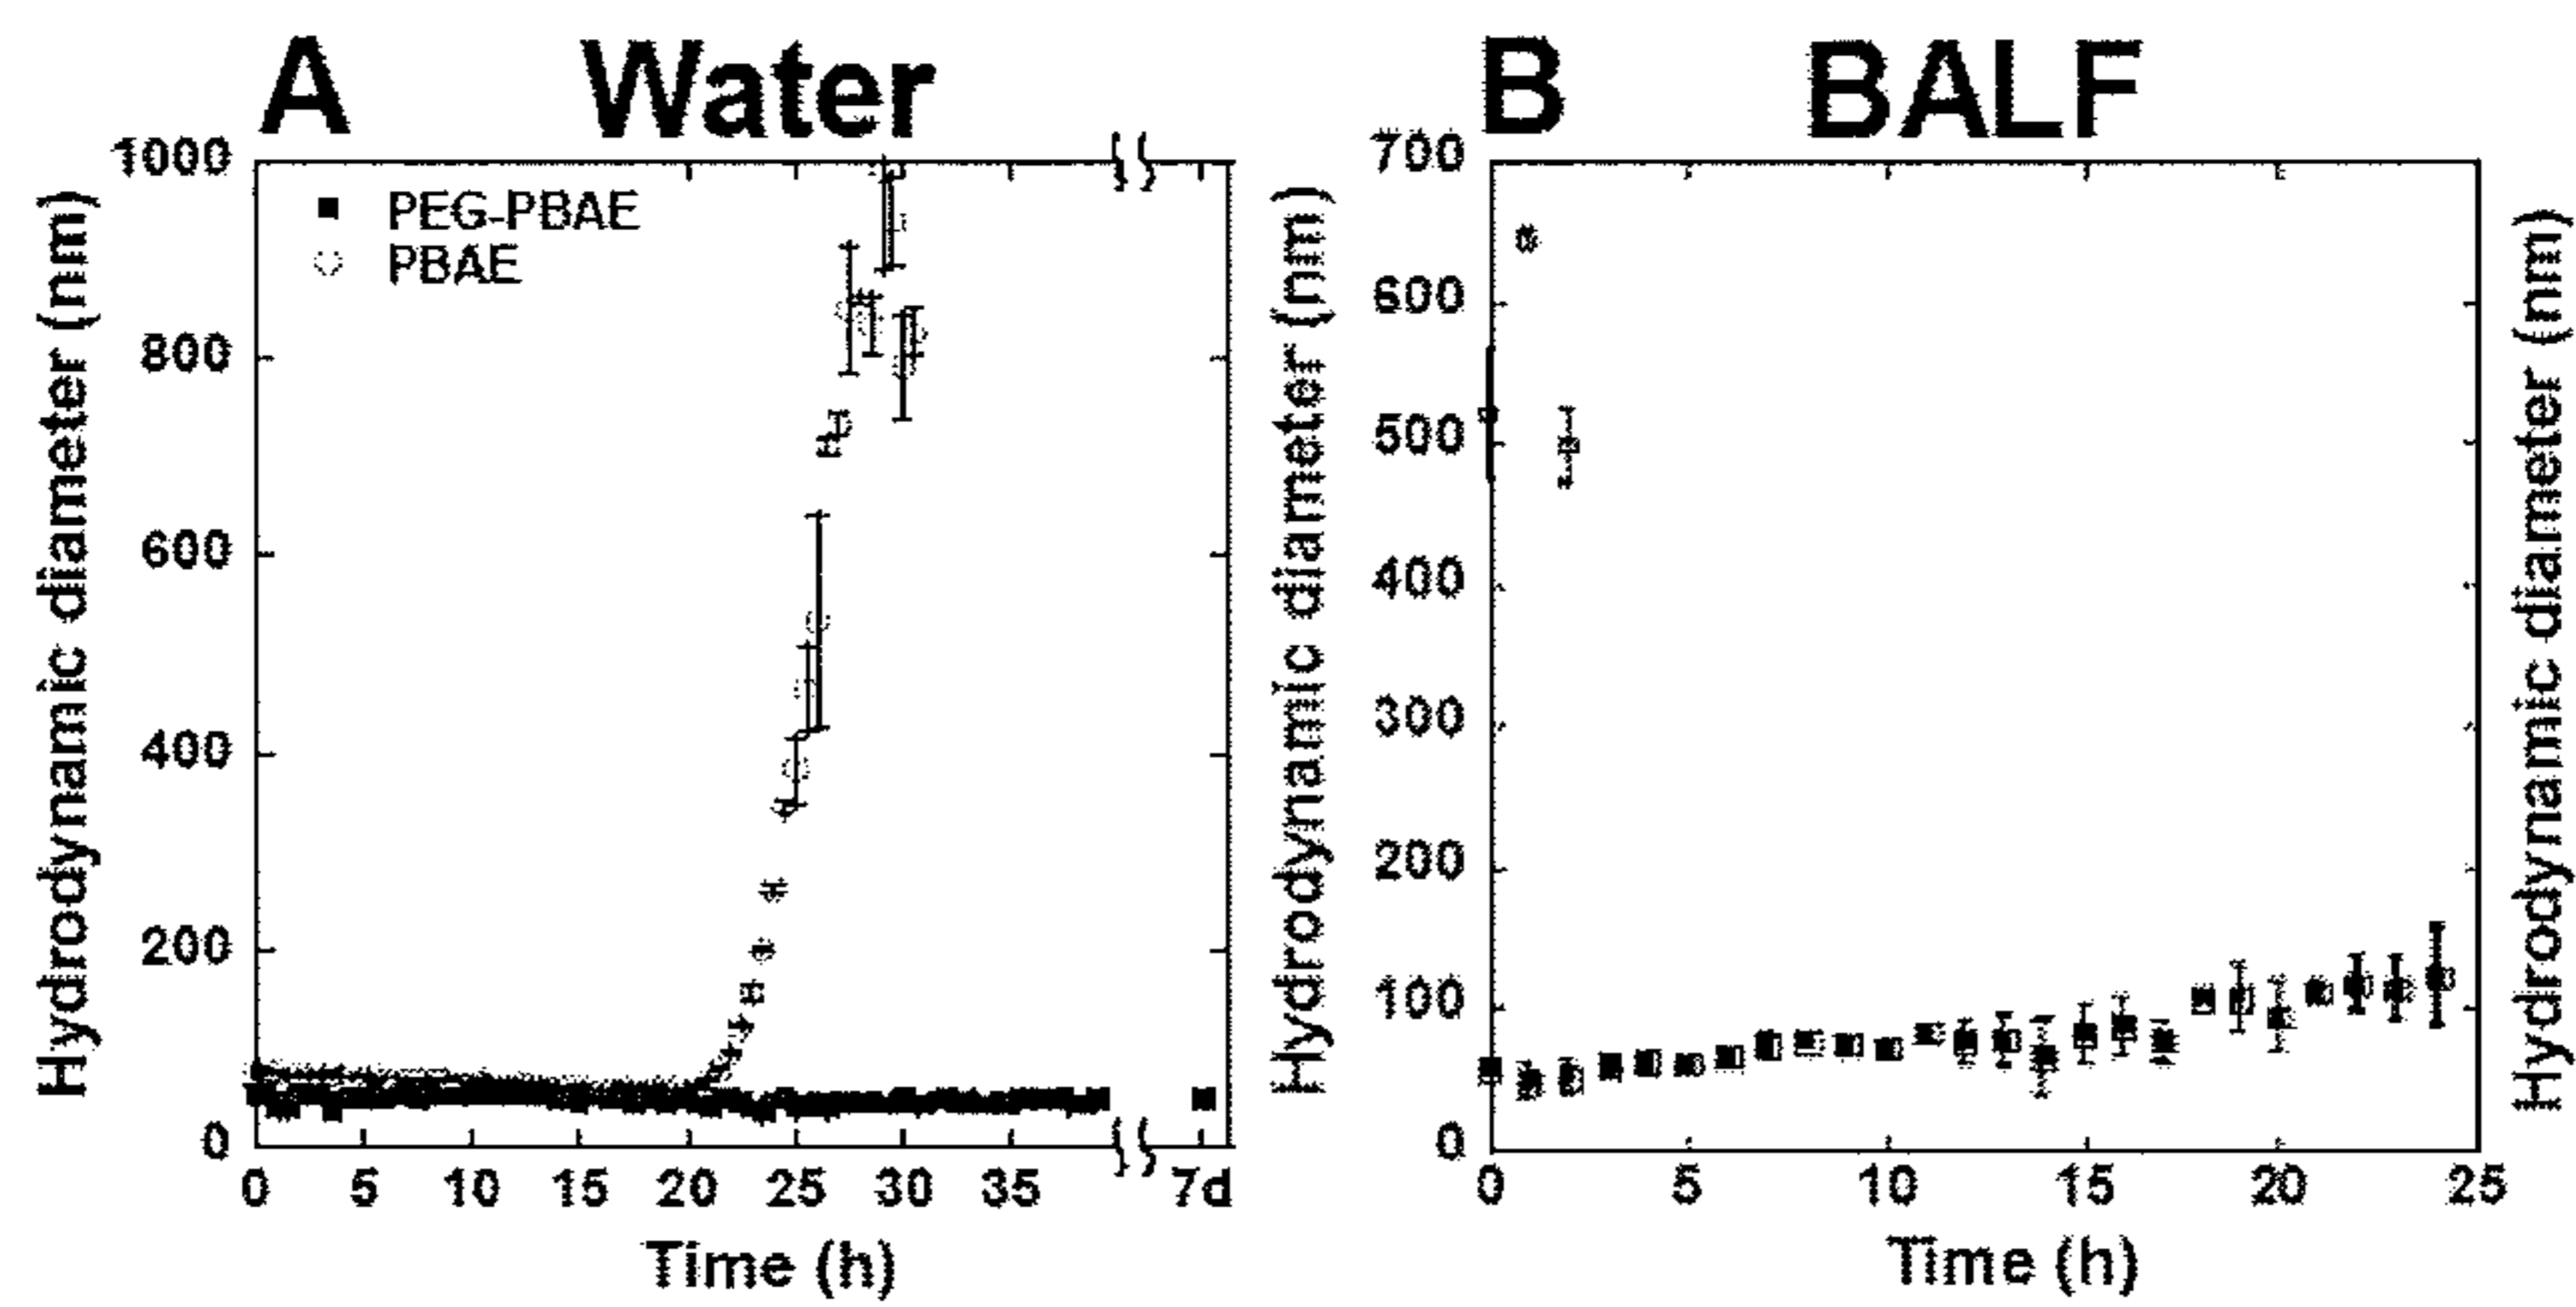 A Water
1000
800
600
400
200
0
Hydrodynamic diameter (nm)
PEG-PBAE
PBAE
0 5 10 15 20 25 30 35 7d
Time (h)
B BALF
700
600
500
400
300
200
100
0
Hydrodynamic diameter (nm)
0 5 10 15 20 25
Time (h)
Hydrodynamic diameter (nm)